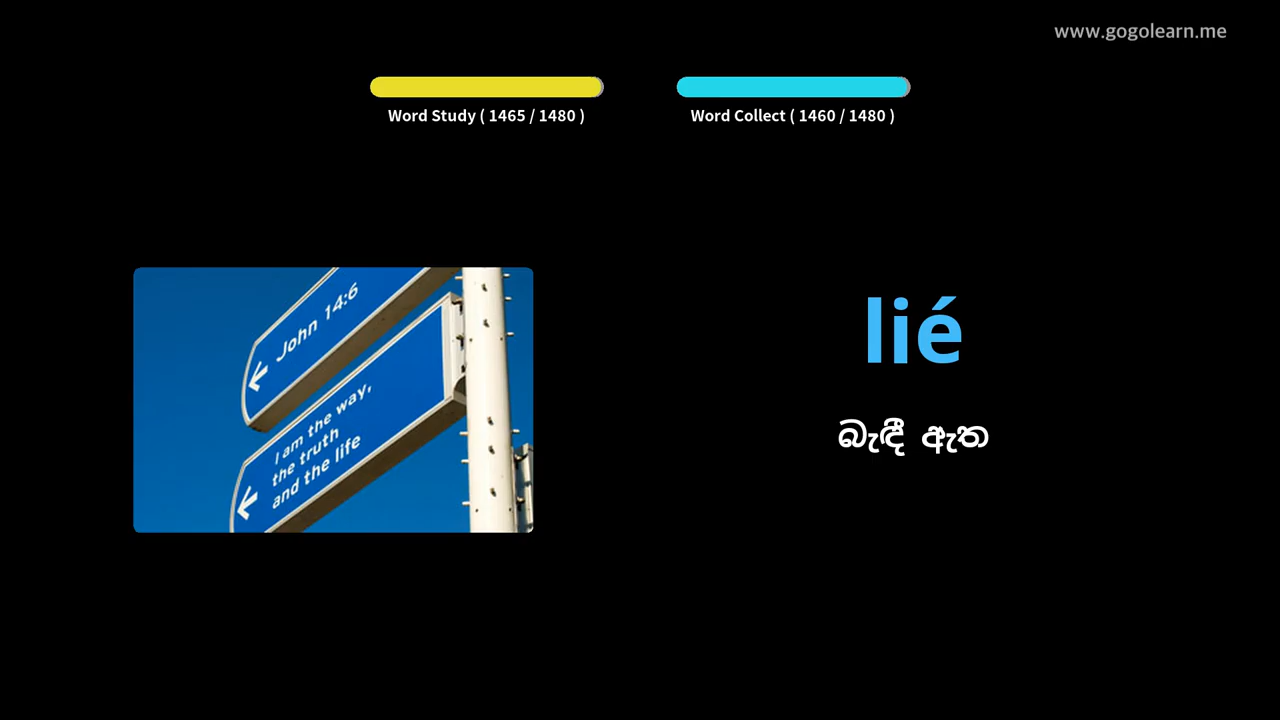 www.gogolearn.me
Word Study ( 1465 / 1480 )
Word Collect ( 1460 / 1480 )
John 14:6
I am the way,
the truth
and the life
lié
බැඳී ඇත